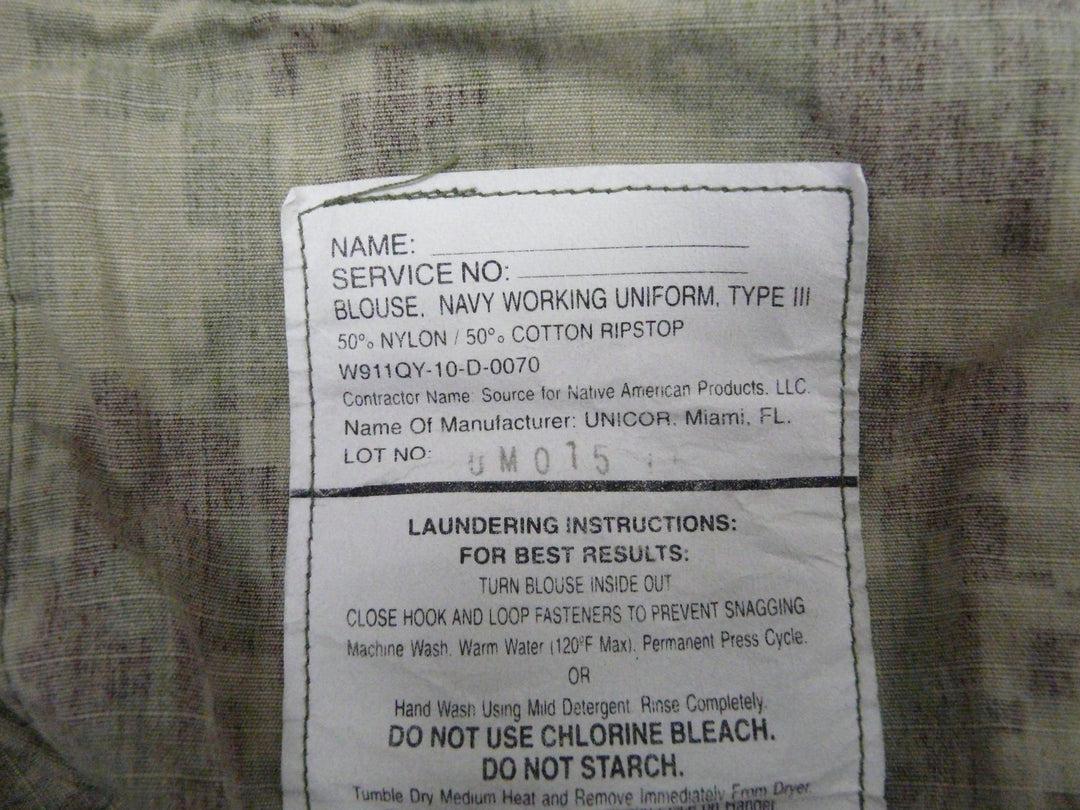 NAME:
SERVICE NO:
BLOUSE, NAVY WORKING UNIFORM, TYPE III
50% NYLON / 50% COTTON RIPSTOP
W911QY-10-D-0070
Contractor Name: Source for Native American Products, LLC.
Name Of Manufacturer: UNICOR, Miami, FL.
LOT NO: UM015
LAUNDERING INSTRUCTIONS:
FOR BEST RESULTS:
TURN BLOUSE INSIDE OUT
CLOSE HOOK AND LOOP FASTENERS TO PREVENT SNAGGING
Machine Wash, Warm Water (120°F Max), Permanent Press Cycle.
OR
Hand Wash Using Mild Detergent. Rinse Completely.
DO NOT USE CHLORINE BLEACH.
DO NOT STARCH.
Tumble Dry Medium Heat and Remove Immediately From Dryer
on Hanger